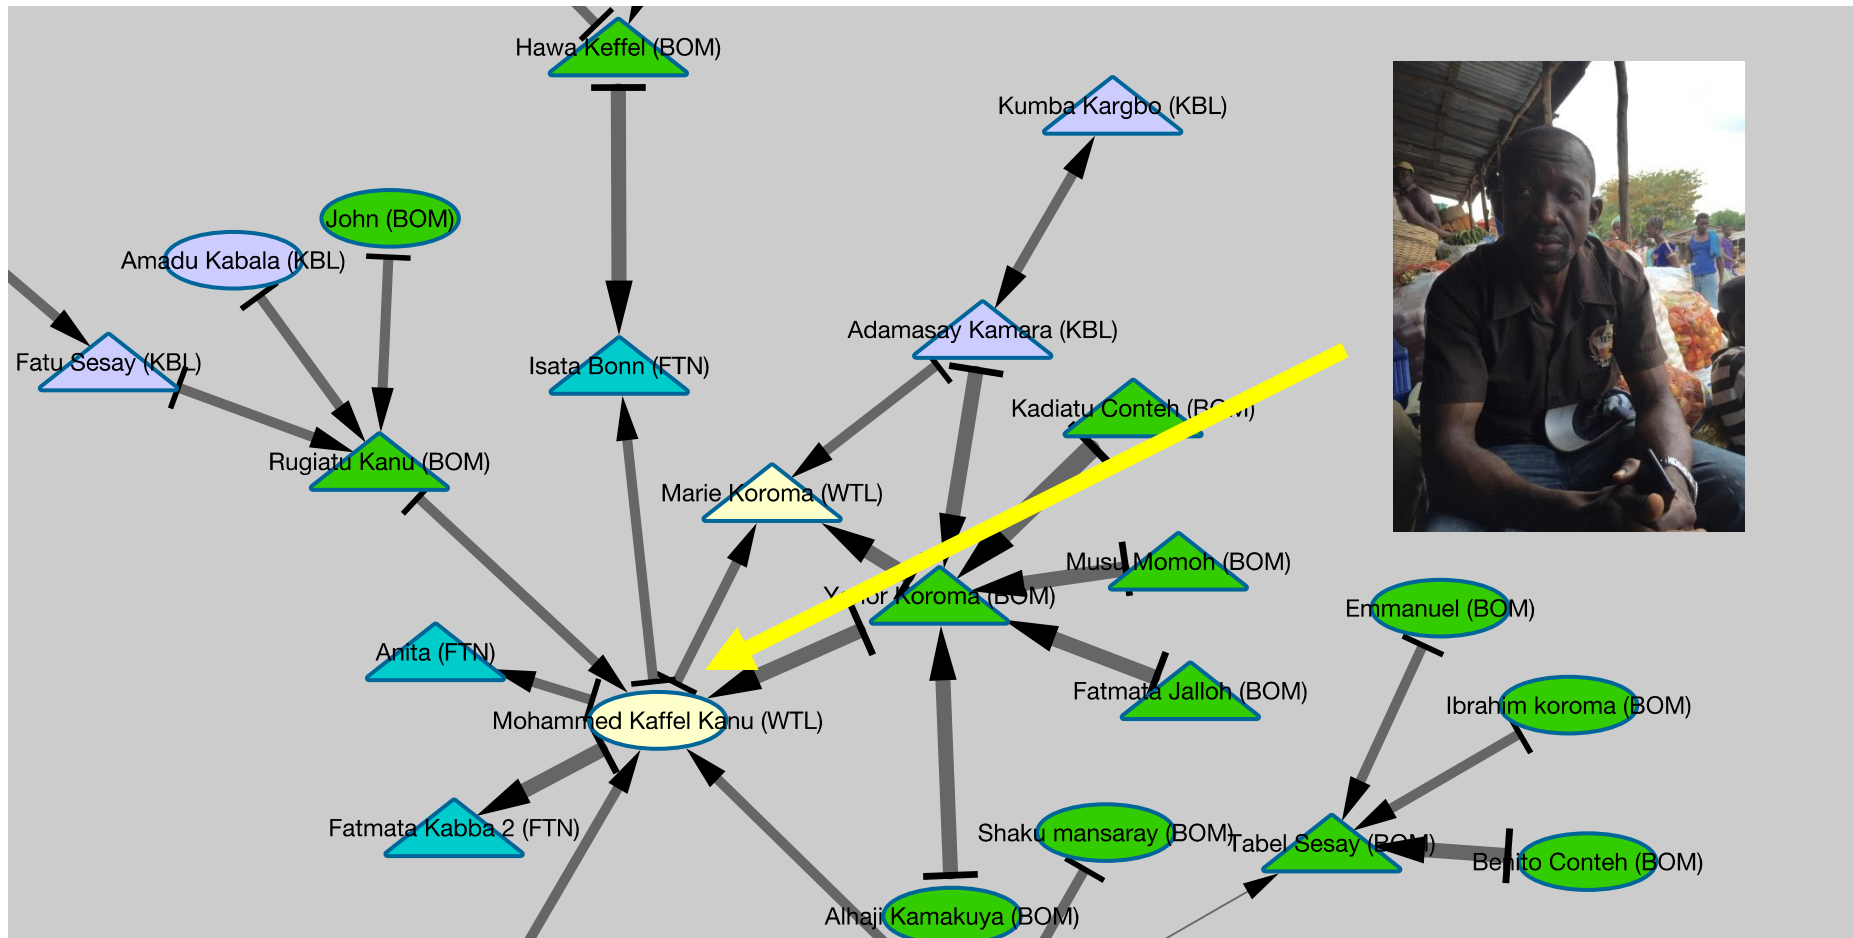 Hawa Keffel (BOM)
Kumba Kargbo (KBL)
John (BOM)
Amadu Kabala (KBL)
Adamasay Kamara (KBL)
Fatu Sesay (KBL)
Isata Bonn (FTN)
Kadiatu Conteh (BOM)
Rugiatu Kanu (BOM)
Marie Koroma (WTL)
Musu Momoh (BOM)
Koroma (BOM)
Emmanuel (BOM)
Anita (FTN)
Fatmata Jalloh (BOM)
Ibrahim koroma (BOM)
Mohammed Kaffel Kanu (WTL)
Fatmata Kabba 2 (FTN)
Shaku mansaray (BOM)
Tabel Sesay (BOM)
Benito Conteh (BOM)
Alhaji Kamakuya (BOM)